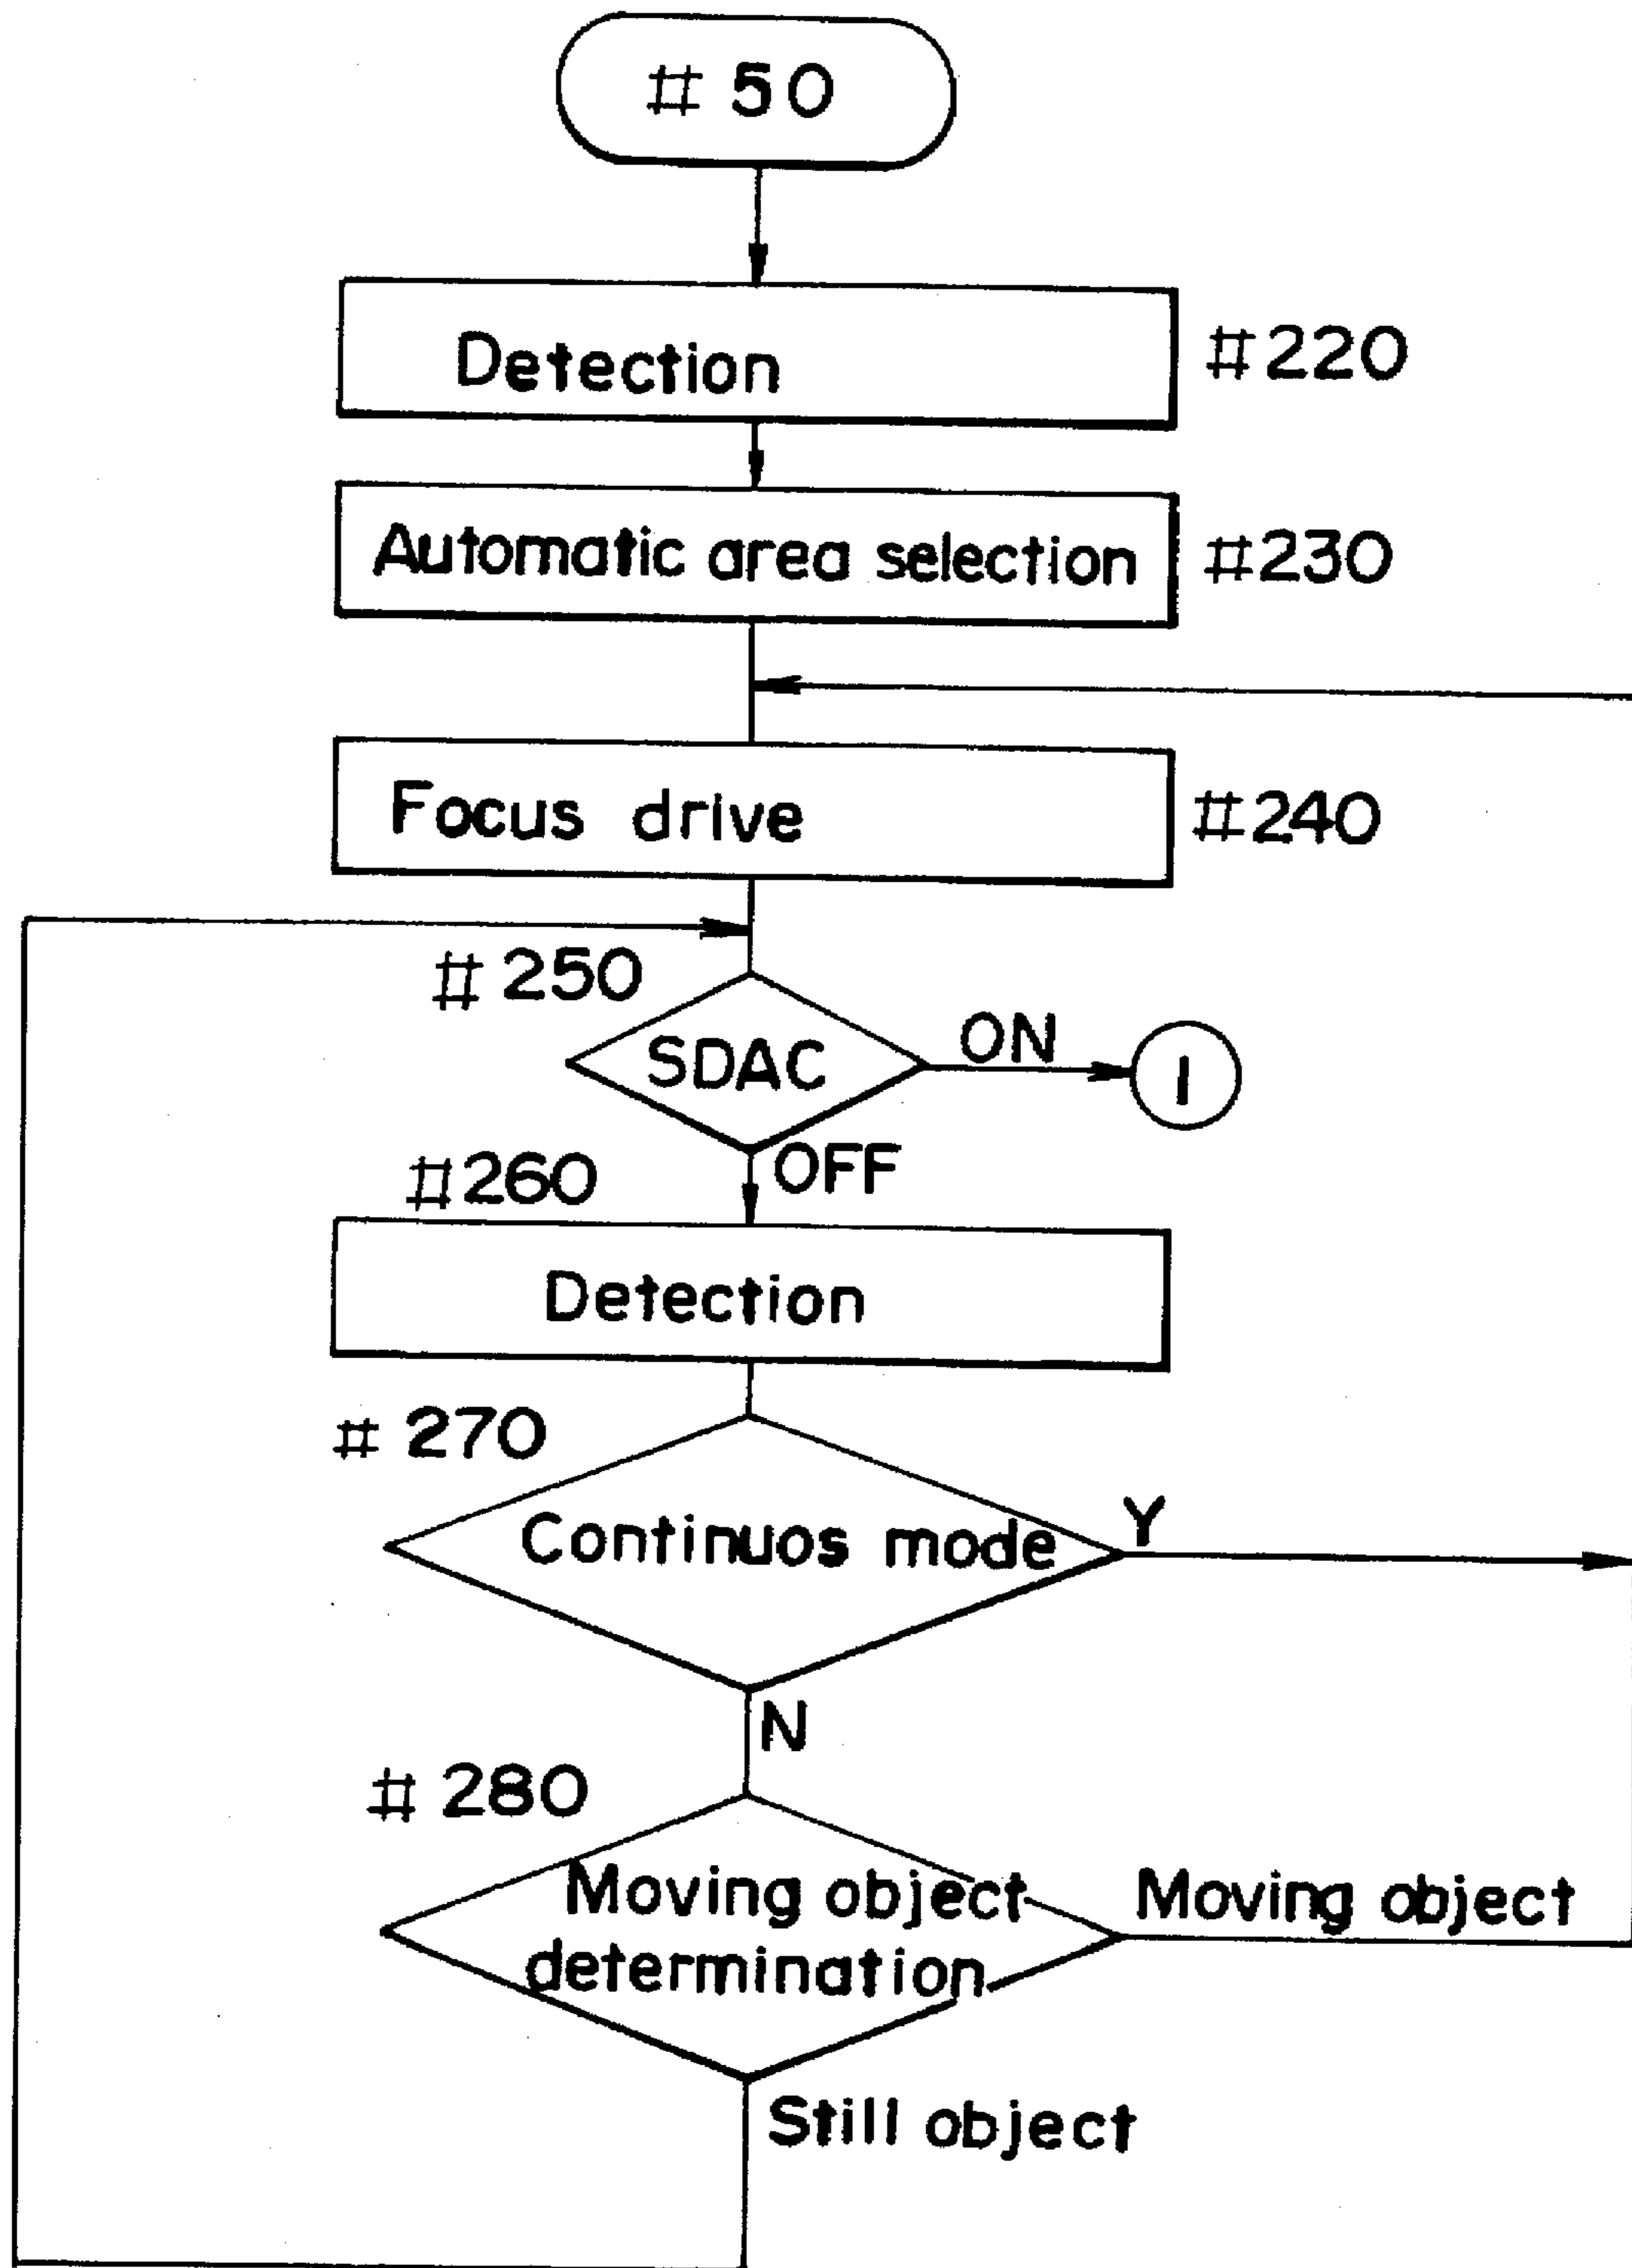 # 50
Detection
#220
Automatic area selection
#230
Focus drive
#240
# 250
SDAC
ON
1
OFF
#260
Detection
# 270
Continuos mode
Y
N
# 280
Moving object
determination
Moving object
Still object